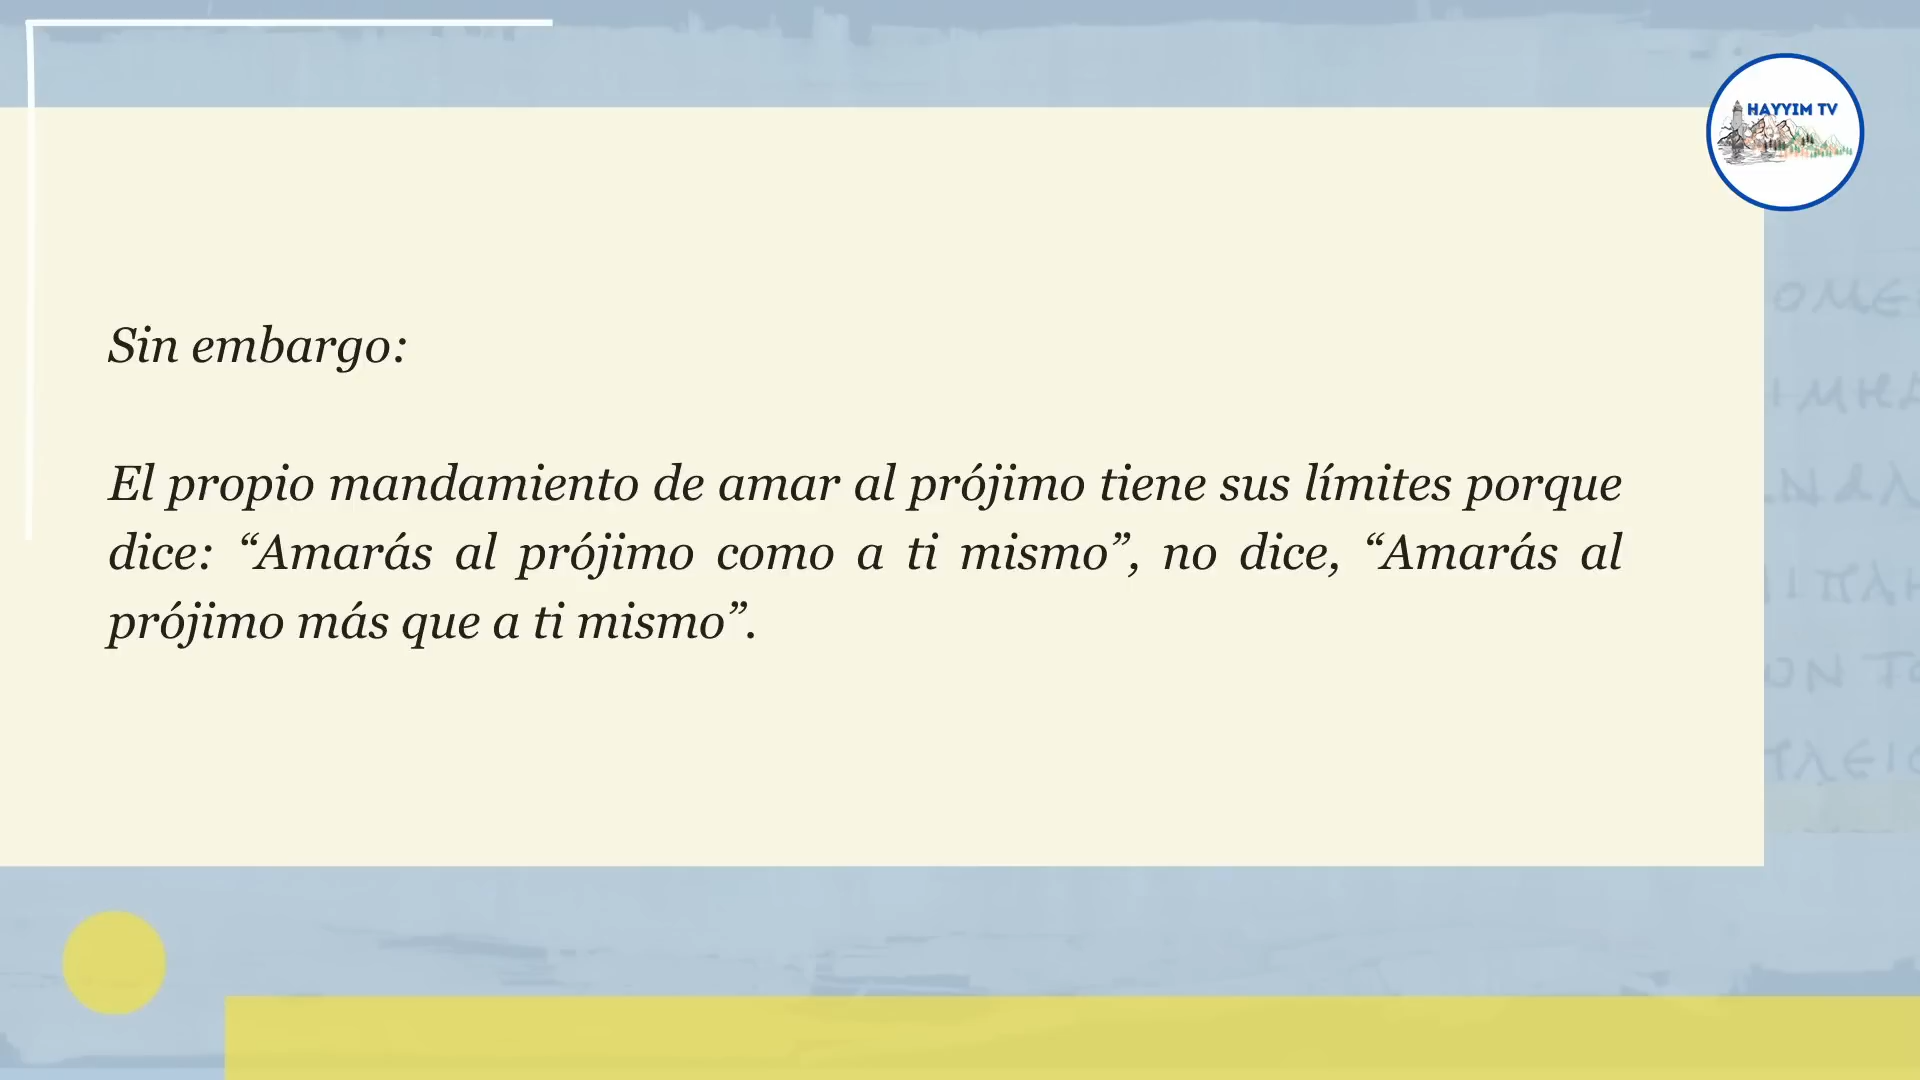 HAYYIM TV
Sin embargo:
El propio mandamiento de amar al prójimo tiene sus límites porque
dice: “Amarás al prójimo como a ti mismo”, no dice, “Amarás al
prójimo más que a ti mismo”.